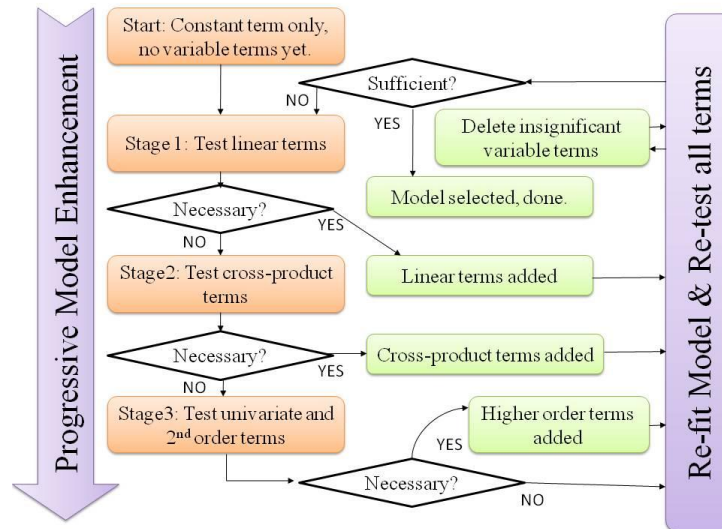 Progressive Model Enhancement
Start: Constant term only,
no variable terms yet.
Sufficient?
NO
YES
Stage 1: Test linear terms
Delete insignificant
variable terms
Model selected, done.
Necessary?
YES
NO
Stage2: Test cross-product
terms
Linear terms added
Necessary?
YES
Cross-product terms added
NO
Stage3: Test univariate and
2nd order terms
Higher order terms
added
YES
Necessary?
NO
Re-fit Model & Re-test all terms